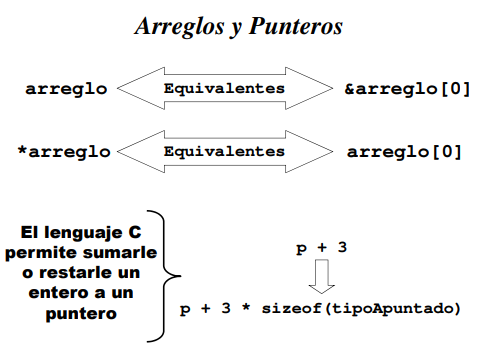 Arreglos y Punteros
arreglo Equivalentes &arreglo[0]
*arreglo Equivalentes arreglo[0]
El lenguaje C
permite sumarle
o restarle un
entero a un
puntero
p + 3
p + 3 * sizeof(tipoApuntado)